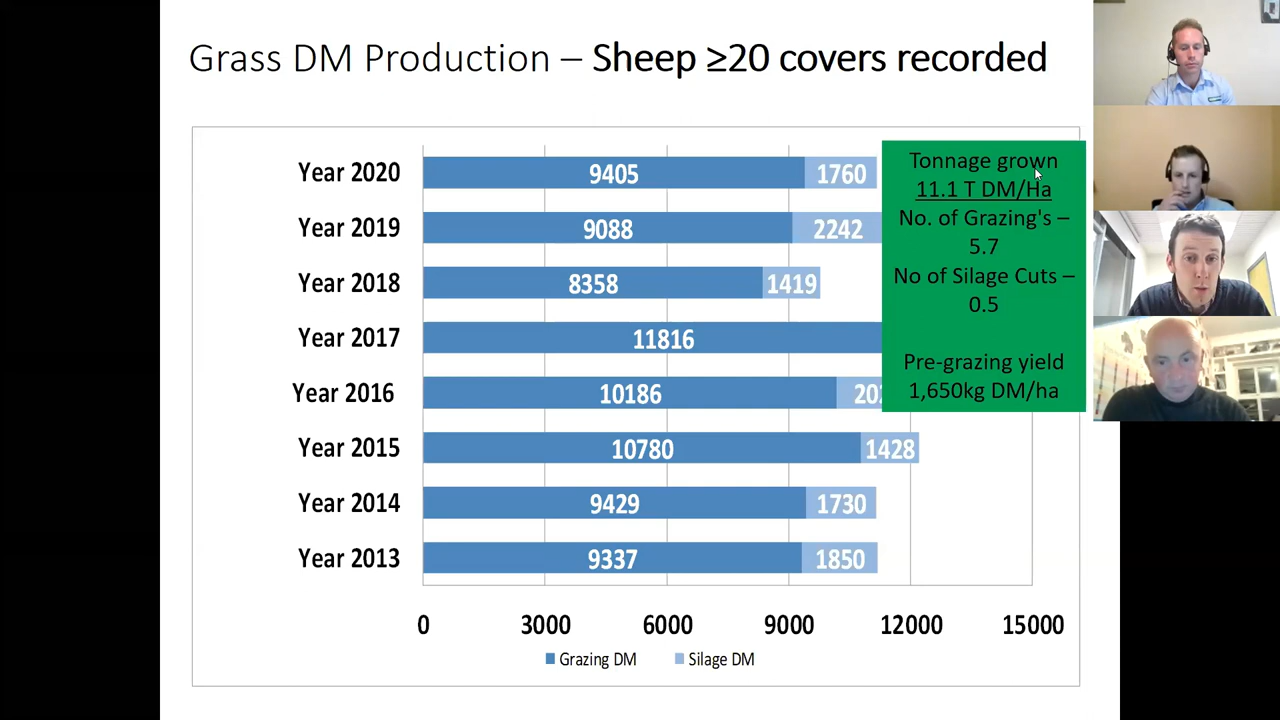 Grass DM Production – Sheep ≥20 covers recorded
Year 2020 9405 1760
Year 2019 9088 2242
Year 2018 8358 1419
Year 2017 11816
Year 2016 10186
Year 2015 10780 1428
Year 2014 9429 1730
Year 2013 9337 1850
0 3000 6000 9000 12000 15000
Grazing DM Silage DM
Tonnage grown
11.1 T DM/Ha
No. of Grazing's –
5.7
No of Silage Cuts –
0.5
Pre-grazing yield
1,650kg DM/ha